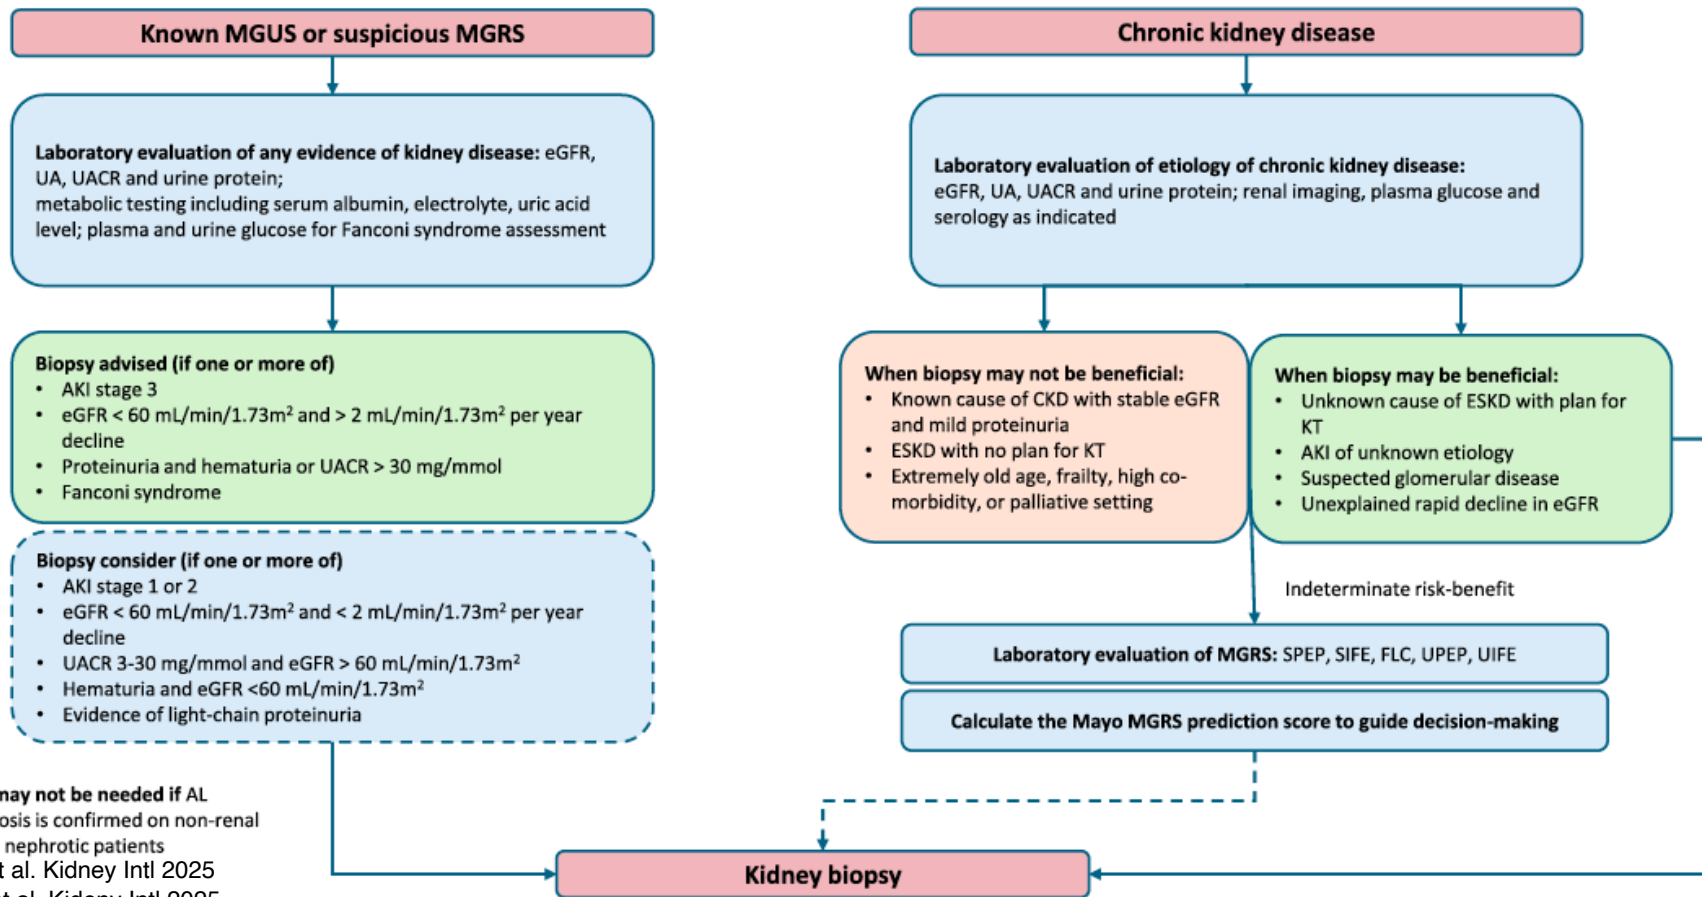 Known MGUS or suspicious MGRS
Laboratory evaluation of any evidence of kidney disease: eGFR,
UA, UACR and urine protein;
metabolic testing including serum albumin, electrolyte, uric acid
level; plasma and urine glucose for Fanconi syndrome assessment
Biopsy advised (if one or more of)
• AKI stage 3
• eGFR < 60 mL/min/1.73m² and > 2 mL/min/1.73m² per year
decline
• Proteinuria and hematuria or UACR > 30 mg/mmol
• Fanconi syndrome
Biopsy consider (if one or more of)
• AKI stage 1 or 2
• eGFR < 60 mL/min/1.73m² and < 2 mL/min/1.73m² per year
decline
• UACR 3-30 mg/mmol and eGFR > 60 mL/min/1.73m²
• Hematuria and eGFR <60 mL/min/1.73m²
• Evidence of light-chain proteinuria
may not be needed if AL
osis is confirmed on non-renal
nephrotic patients
t al. Kidney Intl 2025
Chronic kidney disease
Laboratory evaluation of etiology of chronic kidney disease:
eGFR, UA, UACR and urine protein; renal imaging, plasma glucose and
serology as indicated
When biopsy may not be beneficial:
• Known cause of CKD with stable eGFR
and mild proteinuria
• ESKD with no plan for KT
• Extremely old age, frailty, high co-
morbidity, or palliative setting
When biopsy may be beneficial:
• Unknown cause of ESKD with plan for
KT
• AKI of unknown etiology
• Suspected glomerular disease
• Unexplained rapid decline in eGFR
Indeterminate risk-benefit
Laboratory evaluation of MGRS: SPEP, SIFE, FLC, UPEP, UIFE
Calculate the Mayo MGRS prediction score to guide decision-making
Kidney biopsy